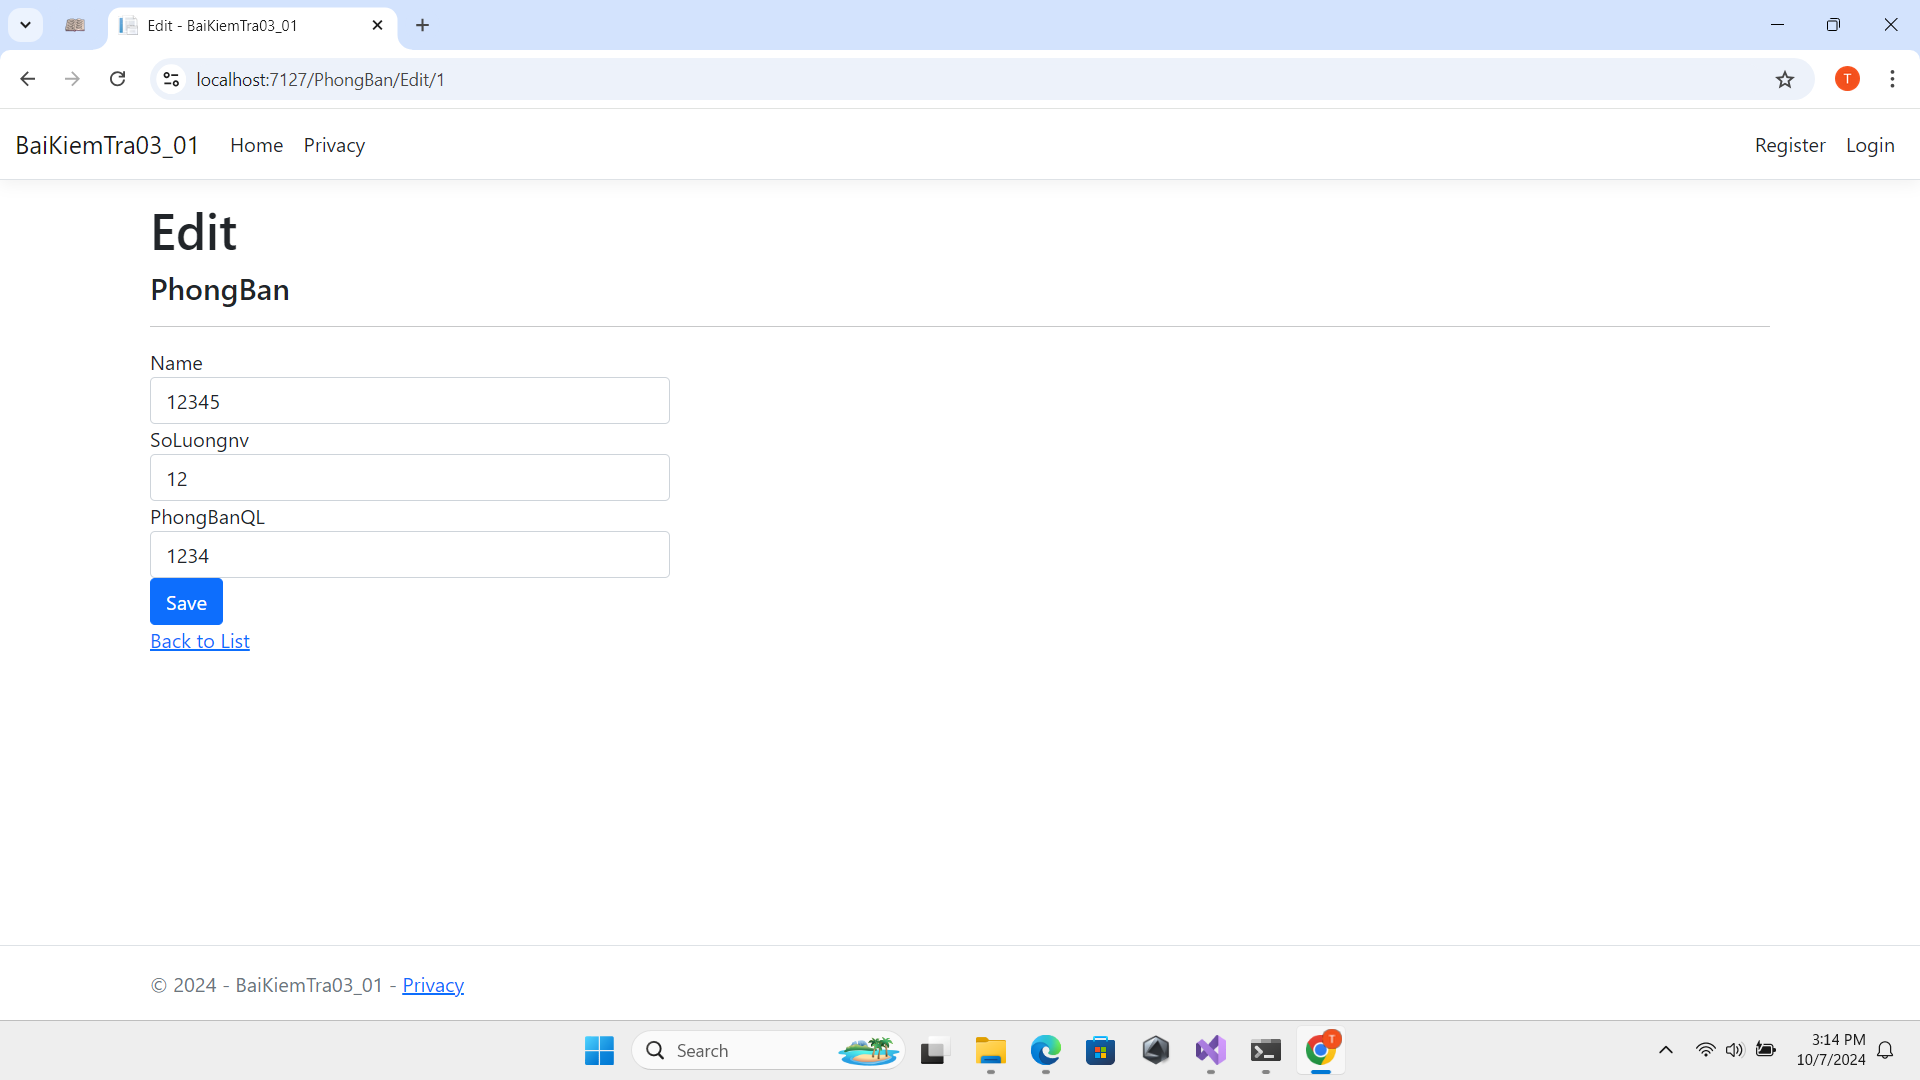 Edit - BaiKiemTra03_01
localhost:7127/PhongBan/Edit/1
T
BaiKiemTra03_01 Home Privacy Register Login
Edit
PhongBan
Name
12345
SoLuongnv
12
PhongBanQL
1234
Save
Back to List
© 2024 - BaiKiemTra03_01 - Privacy
Search
T
3:14 PM
10/7/2024